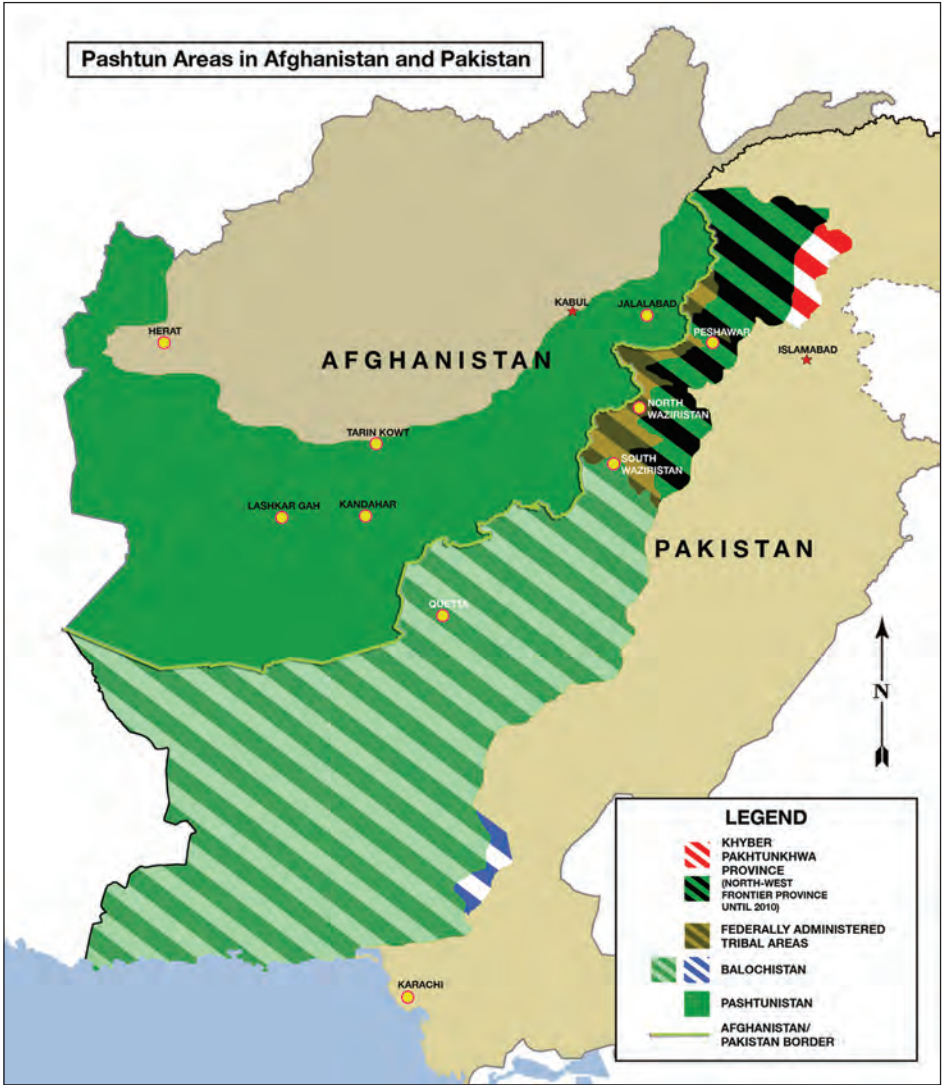 Pashtun Areas in Afghanistan and Pakistan
KABUL
JALALABAD
HERAT
PESHAWAR
AFGHANISTAN
ISLAMABAD
NORTH
WAZIRISTAN
TARIN KOWT
SOUTH
WAZIRISTAN
LASHKAR GAH
KANDAHAR
PAKISTAN
QUETTA
N
KARACHI
LEGEND
KHYBER
PAKHTUNKHWA
PROVINCE
(NORTH-WEST
FRONTIER PROVINCE
UNTIL 2010)
FEDERALLY ADMINISTERED
TRIBAL AREAS
BALOCHISTAN
PASHTUNISTAN
AFGHANISTAN/
PAKISTAN BORDER